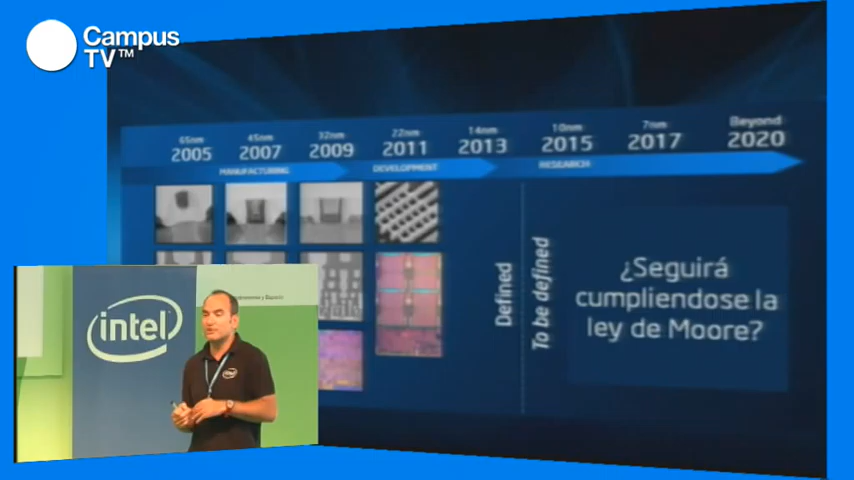 Campus
TV™
65nm 45nm 32nm 22nm 14nm 10nm 7nm Beyond
2005 2007 2009 2011 2013 2015 2017 2020
MANUFACTURING DEVELOPMENT RESEARCH
Defined
To be defined
¿Seguirá
cumpliendose la
ley de Moore?
intel
intel